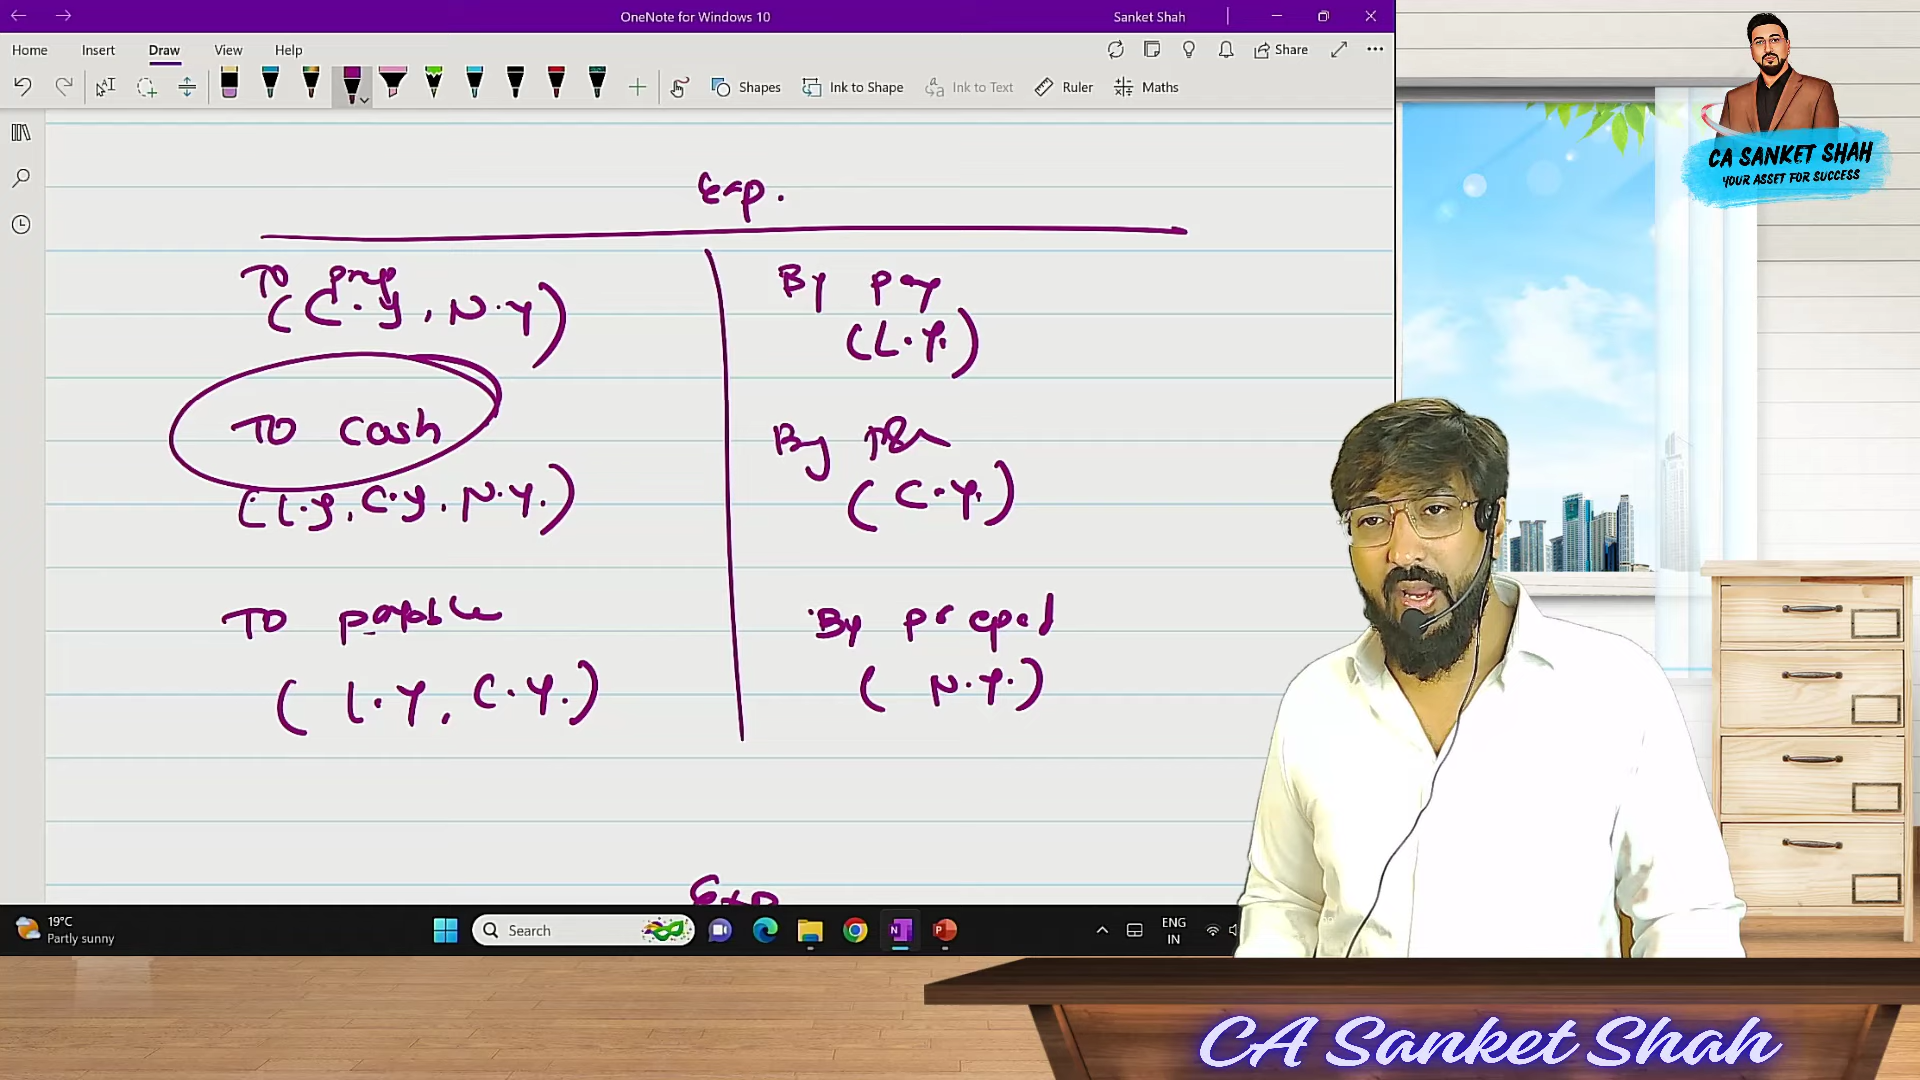 OneNote for Windows 10
Sanket Shah
Home Insert Draw View Help
Share
Shapes Ink to Shape Ink to Text Ruler Maths
CA SANKET SHAH
YOUR ASSET FOR SUCCESS
Exp.
To prep
(C.Y, N.Y)
By pay
(L.Y.)
To cash
(L.Y, C.Y, N.Y.)
By P&L
(C.Y.)
To payable
(L.Y, C.Y.)
By prepd
(N.Y.)
Exp
19°C
Partly sunny
Search
ENG
IN
CA Sanket Shah